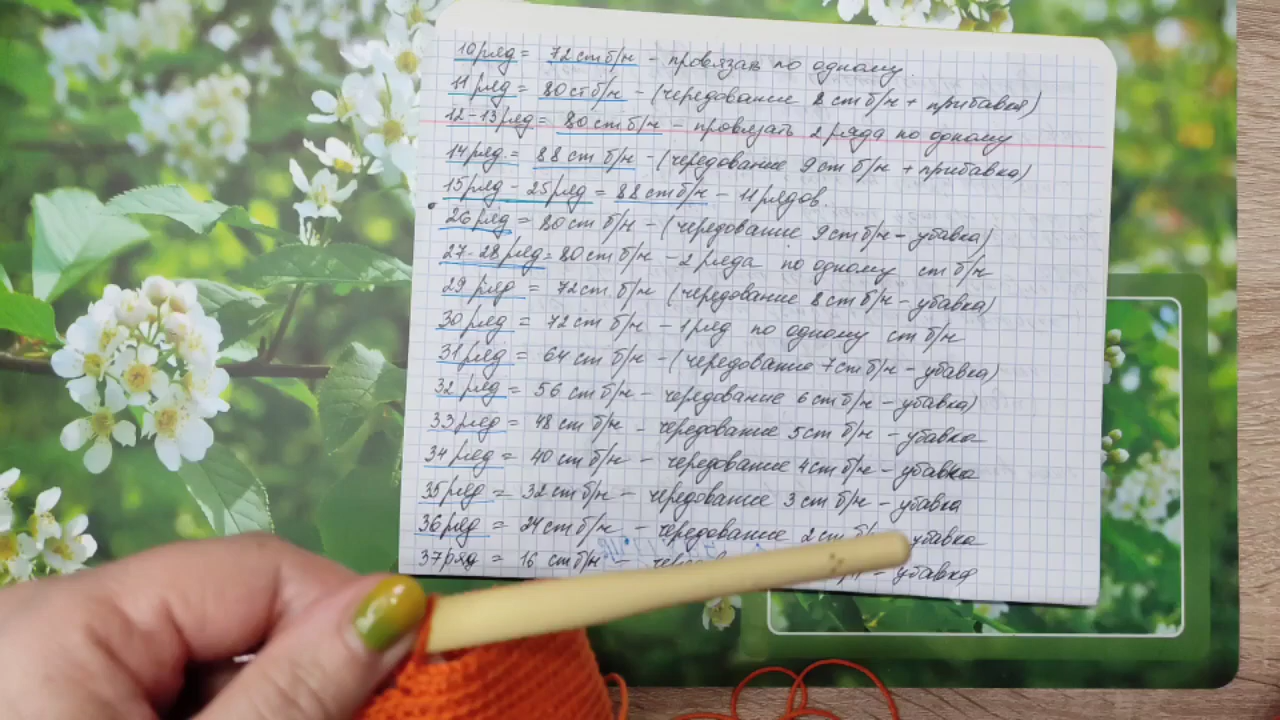 10 ряд = 72 ст б/н - провязать по одному.
11 ряд = 80 ст б/н - (чередование 8 ст б/н + прибавка)
12-13 ряд = 80 ст б/н - провязать 2 ряда по одному
14 ряд = 88 ст б/н - (чередование 9 ст б/н + прибавка)
15 ряд - 25 ряд = 88 ст б/н - 11 рядов.
26 ряд = 80 ст б/н - (чередование 9 ст б/н - убавка)
27-28 ряд = 80 ст б/н - 2 ряда по одному ст б/н
29 ряд = 72 ст б/н (чередование 8 ст б/н - убавка)
30 ряд = 72 ст б/н - 1 ряд по одному ст б/н
31 ряд = 64 ст б/н - (чередование 7 ст б/н - убавка)
32 ряд = 56 ст б/н - чередование 6 ст б/н - убавка)
33 ряд = 48 ст б/н - чередование 5 ст б/н - убавка
34 ряд = 40 ст б/н - чередование 4 ст б/н - убавка
35 ряд = 32 ст б/н - чередование 3 ст б/н - убавка
36 ряд = 24 ст б/н - чередование 2 ст - убавка
37 ряд = 16 ст б/н - - убавка